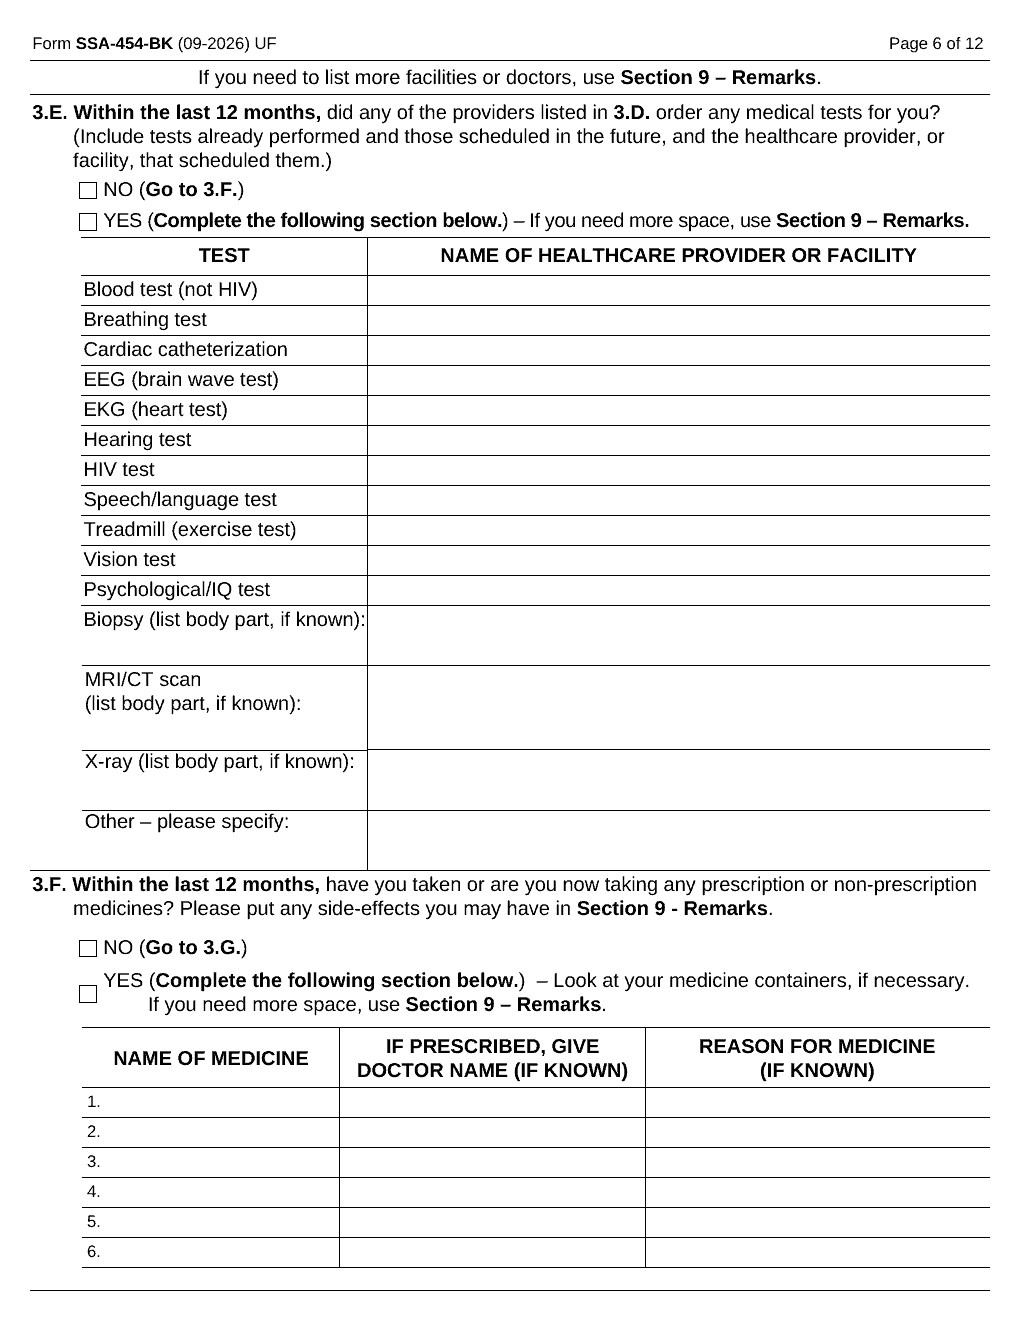 Form SSA-454-BK (09-2026) UF
Page 6 of 12
If you need to list more facilities or doctors, use Section 9 – Remarks.
3.E. Within the last 12 months, did any of the providers listed in 3.D. order any medical tests for you?
(Include tests already performed and those scheduled in the future, and the healthcare provider, or
facility, that scheduled them.)
NO (Go to 3.F.)
YES (Complete the following section below.) – If you need more space, use Section 9 – Remarks.
TEST
NAME OF HEALTHCARE PROVIDER OR FACILITY
Blood test (not HIV)
Breathing test
Cardiac catheterization
EEG (brain wave test)
EKG (heart test)
Hearing test
HIV test
Speech/language test
Treadmill (exercise test)
Vision test
Psychological/IQ test
Biopsy (list body part, if known):
MRI/CT scan
(list body part, if known):
X-ray (list body part, if known):
Other – please specify:
3.F. Within the last 12 months, have you taken or are you now taking any prescription or non-prescription
medicines? Please put any side-effects you may have in Section 9 - Remarks.
NO (Go to 3.G.)
YES (Complete the following section below.) – Look at your medicine containers, if necessary.
If you need more space, use Section 9 – Remarks.
NAME OF MEDICINE
IF PRESCRIBED, GIVE
DOCTOR NAME (IF KNOWN)
REASON FOR MEDICINE
(IF KNOWN)
1.
2.
3.
4.
5.
6.